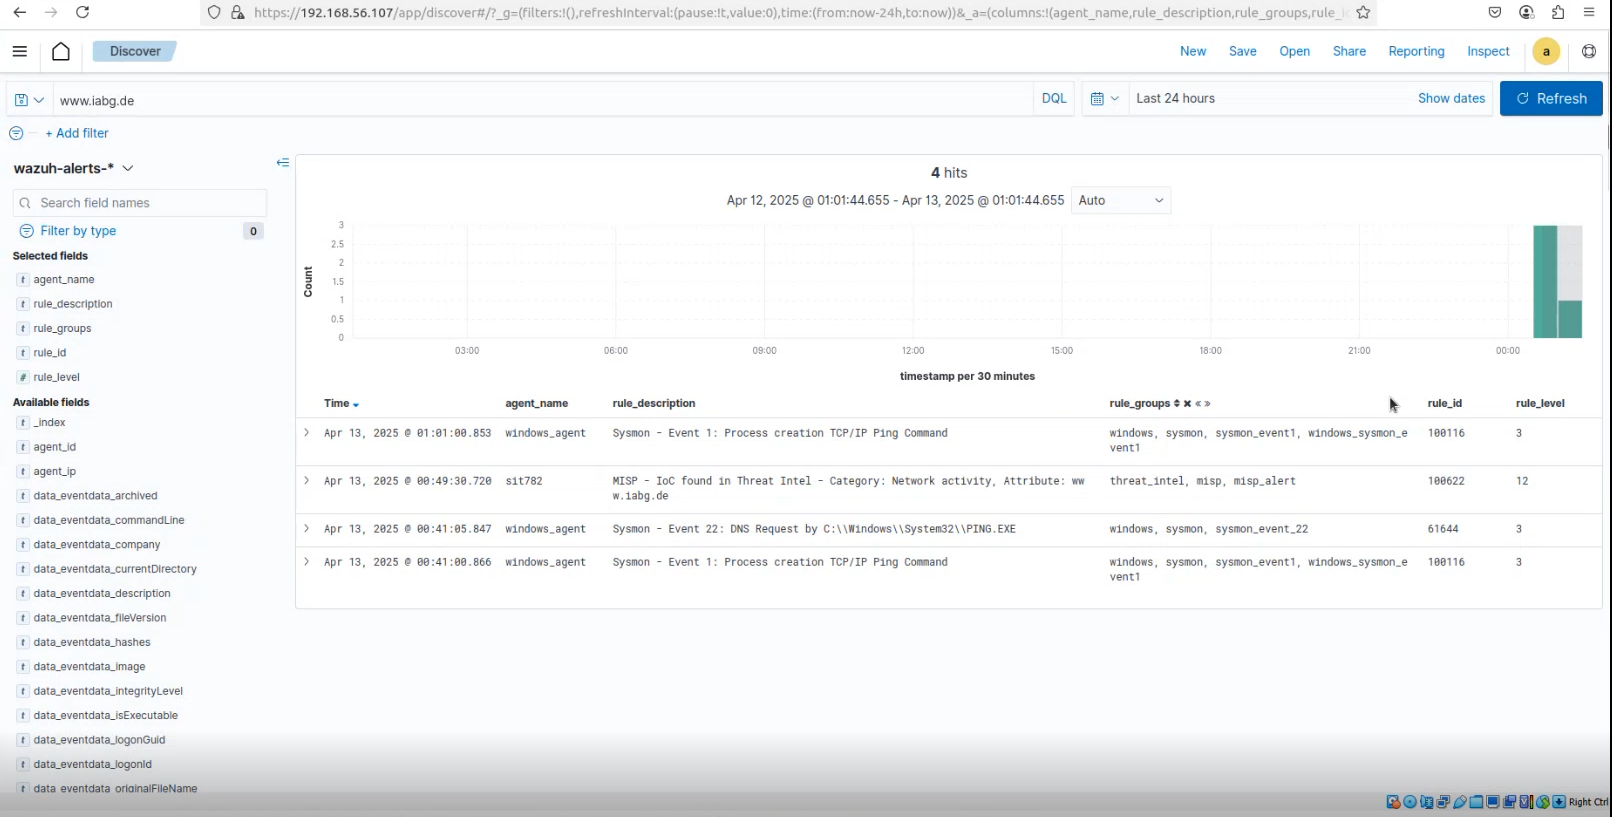 https://192.168.56.107/app/discover#/?_g=(filters:!(),refreshInterval:(pause:!t,value:0),time:(from:now-24h,to:now))&_a=(columns:!(agent_name,rule_description,rule_groups,rule_i
Discover
New Save Open Share Reporting Inspect a
www.iabg.de DQL Last 24 hours Show dates Refresh
+ Add filter
wazuh-alerts-*
Search field names
Filter by type 0
Selected fields
t agent_name
t rule_description
t rule_groups
t rule_id
# rule_level
Available fields
t _index
t agent_id
t agent_ip
t data_eventdata_archived
t data_eventdata_commandLine
t data_eventdata_company
t data_eventdata_currentDirectory
t data_eventdata_description
t data_eventdata_fileVersion
t data_eventdata_hashes
t data_eventdata_image
t data_eventdata_integrityLevel
t data_eventdata_isExecutable
t data_eventdata_logonGuid
t data_eventdata_logonId
t data_eventdata_originalFileName
4 hits
Apr 12, 2025 @ 01:01:44.655 - Apr 13, 2025 @ 01:01:44.655 Auto
3
2.5
2
1.5
1
0.5
0
Count
03:00 06:00 09:00 12:00 15:00 18:00 21:00 00:00
timestamp per 30 minutes
Time agent_name rule_description rule_groups rule_id rule_level
Apr 13, 2025 @ 01:01:00.853 windows_agent Sysmon - Event 1: Process creation TCP/IP Ping Command windows, sysmon, sysmon_event1, windows_sysmon_e 100116 3
vent1
Apr 13, 2025 @ 00:49:30.720 sit782 MISP - IoC found in Threat Intel - Category: Network activity, Attribute: ww threat_intel, misp, misp_alert 100622 12
w.iabg.de
Apr 13, 2025 @ 00:41:05.847 windows_agent Sysmon - Event 22: DNS Request by C:\\Windows\\System32\\PING.EXE windows, sysmon, sysmon_event_22 61644 3
Apr 13, 2025 @ 00:41:00.866 windows_agent Sysmon - Event 1: Process creation TCP/IP Ping Command windows, sysmon, sysmon_event1, windows_sysmon_e 100116 3
vent1
Right Ctrl